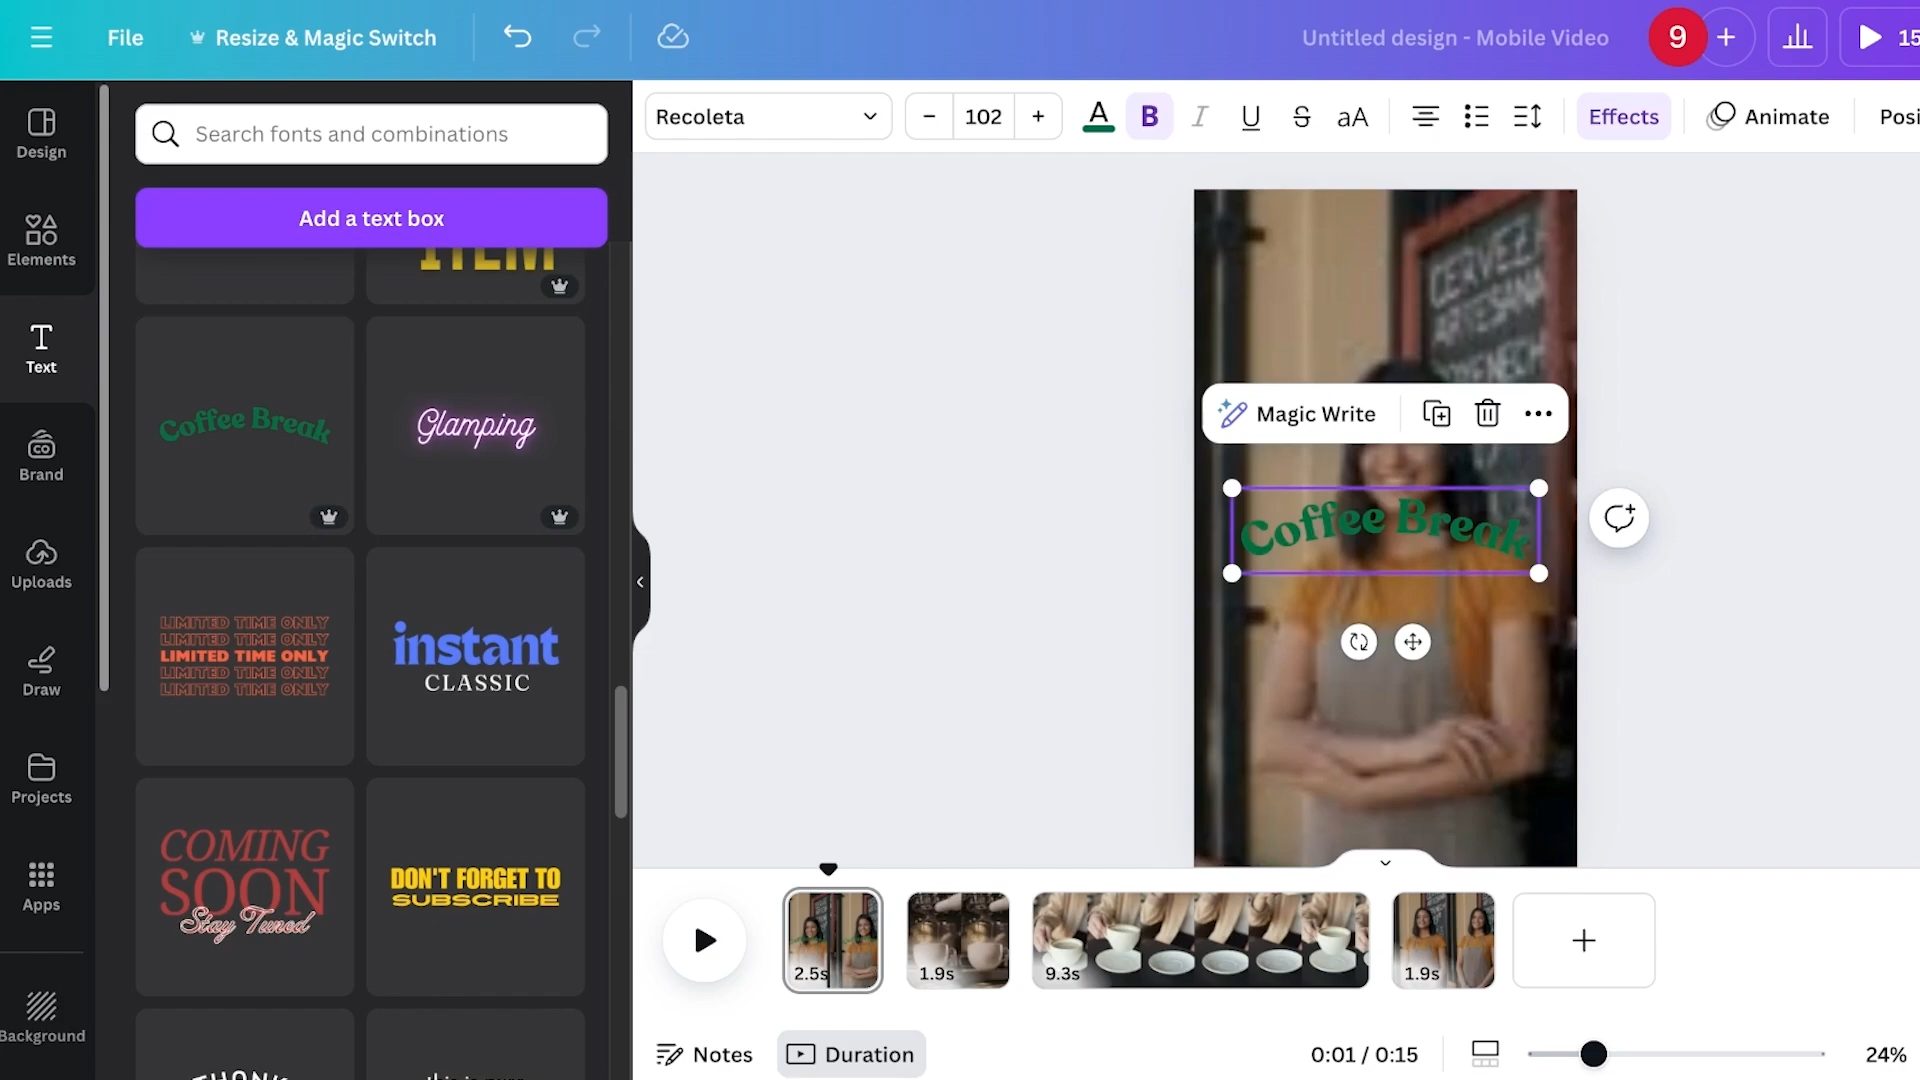 File
Resize & Magic Switch
Untitled design - Mobile Video
9
15
Design
Elements
Text
Brand
Uploads
Draw
Projects
Apps
Background
Search fonts and combinations
Add a text box
ITEM
Coffee Break
Glamping
LIMITED TIME ONLY
LIMITED TIME ONLY
LIMITED TIME ONLY
LIMITED TIME ONLY
LIMITED TIME ONLY
instant
CLASSIC
COMING
SOON
Stay Tuned
DON'T FORGET TO
SUBSCRIBE
Recoleta
102
A B I U S aA
Effects
Animate
Posi
CERVEZA
ARTESANA
Magic Write
Coffee Break
2.5s
1.9s
9.3s
1.9s
Notes
Duration
0:01 / 0:15
24%